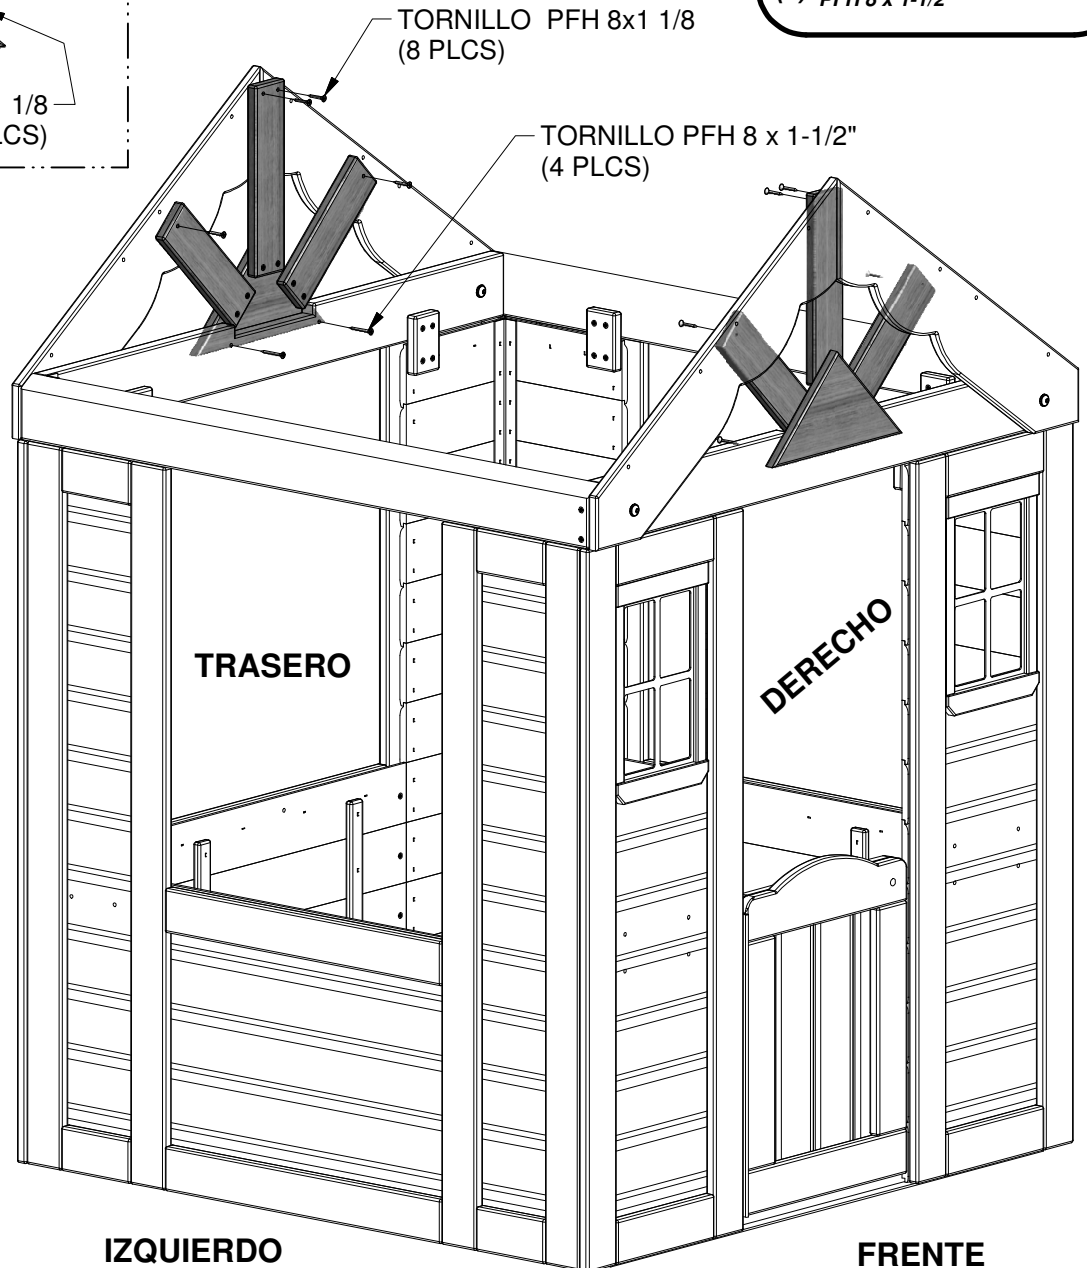 TORNILLO PFH 8x1 1/8
(8 PLCS)
1/8
TORNILLO PFH 8 x 1-1/2"
(4 PLCS)
TRASERO
DERECHO
IZQUIERDO
FRENTE